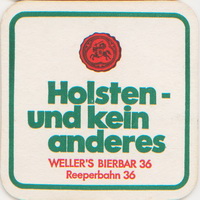 Holsten-
und kein
anderes
WELLER'S BIERBAR 36
Reeperbahn 36